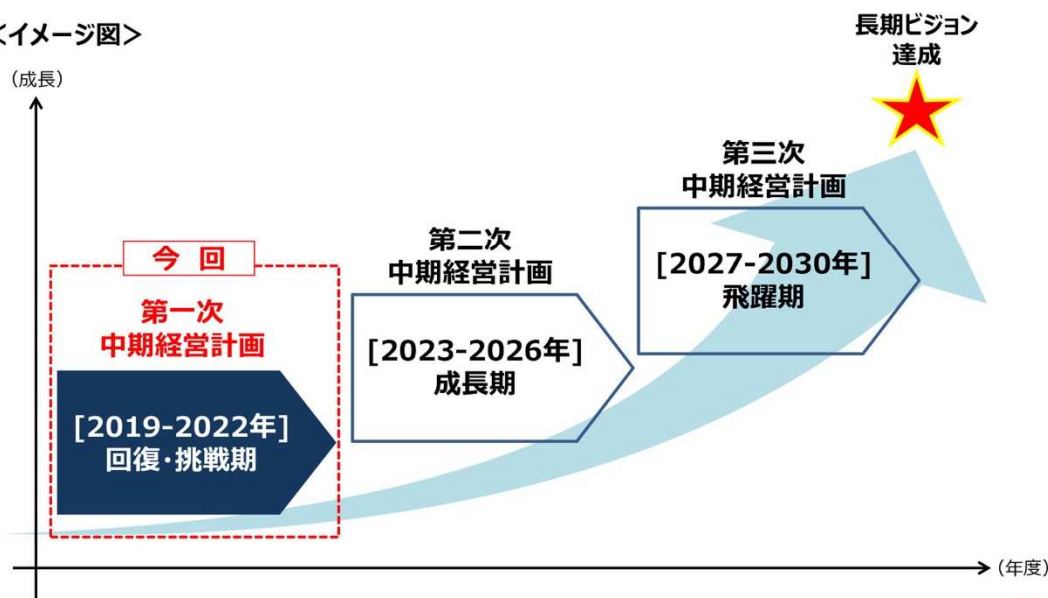 <イメージ図>
（成長）
長期ビジョン
達成
第三次
中期経営計画
[2027-2030年]
飛躍期
第二次
中期経営計画
[2023-2026年]
成長期
今 回
第一次
中期経営計画
[2019-2022年]
回復・挑戦期
（年度）